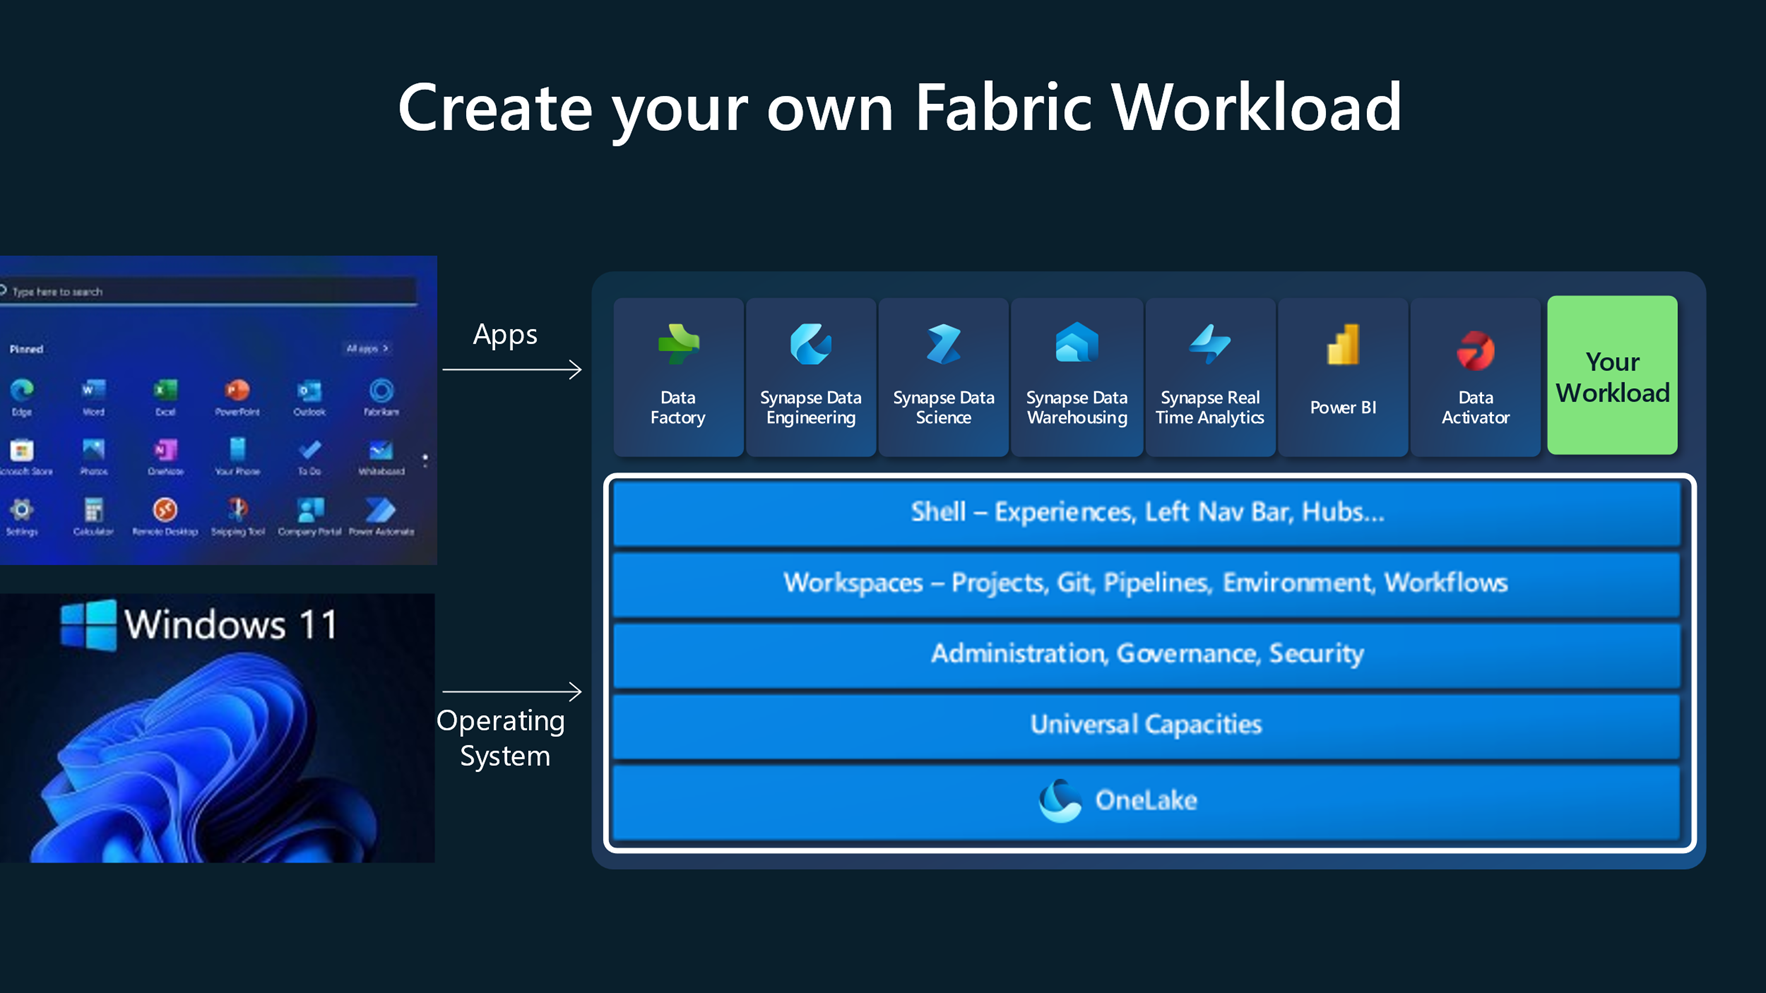 Create your own Fabric Workload
Type here to search
Pinned
All apps >
Edge
Word
Excel
PowerPoint
Outlook
Fabrikam
crosoft Store
Photos
OneNote
Your Phone
To Do
Whiteboard
Settings
Calculator
Remote Desktop
Snipping Tool
Company Portal
Power Automate
Windows 11
Apps
Operating
System
Data
Factory
Synapse Data
Engineering
Synapse Data
Science
Synapse Data
Warehousing
Synapse Real
Time Analytics
Power BI
Data
Activator
Your
Workload
Shell – Experiences, Left Nav Bar, Hubs...
Workspaces – Projects, Git, Pipelines, Environment, Workflows
Administration, Governance, Security
Universal Capacities
OneLake